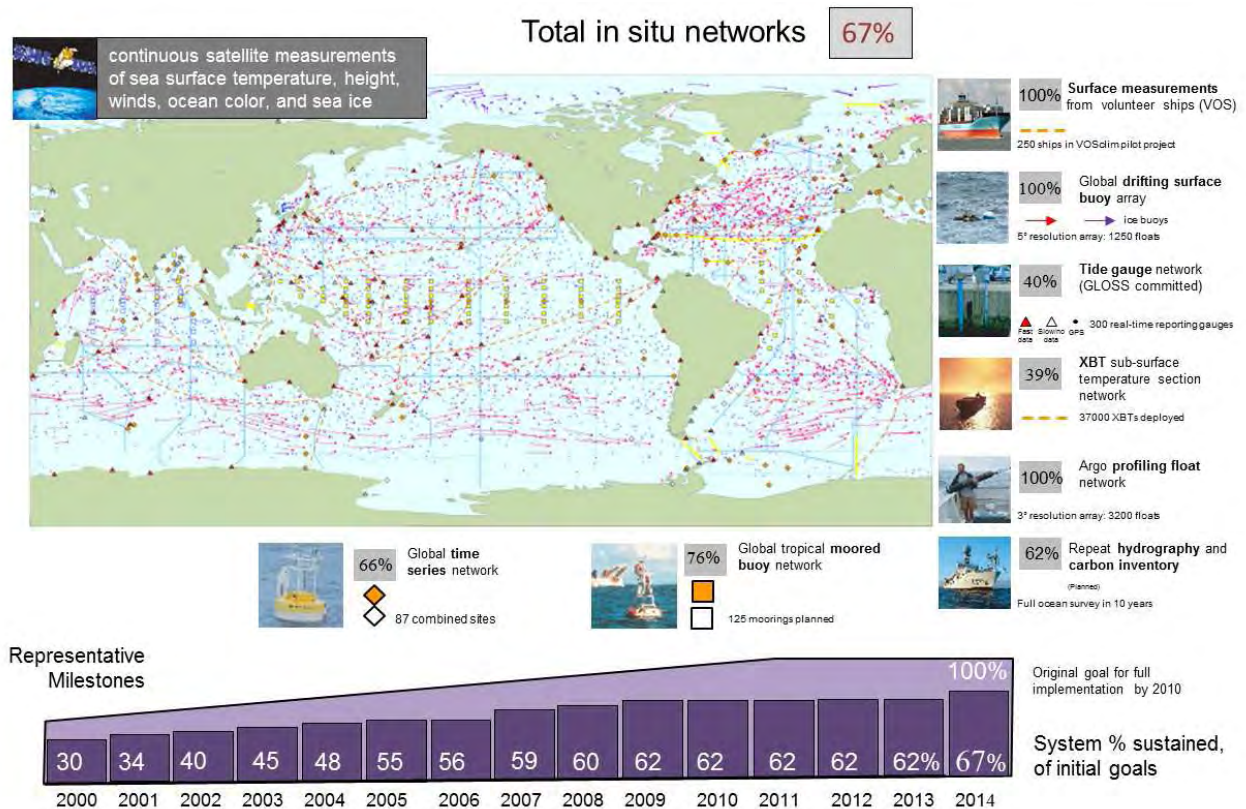 Total in situ networks 67%
continuous satellite measurements
of sea surface temperature, height,
winds, ocean color, and sea ice
100% Surface measurements
from volunteer ships (VOS)
250 ships in VOSclim pilot project
100% Global drifting surface
buoy array
ice buoys
5° resolution array: 1250 floats
40% Tide gauge network
(GLOSS committed)
Fast
data
Slow/no
data
GPS
300 real-time reporting gauges
39% XBT sub-surface
temperature section
network
37000 XBTs deployed
100% Argo profiling float
network
3° resolution array: 3200 floats
62% Repeat hydrography and
carbon inventory
(Planned)
Full ocean survey in 10 years
66% Global time
series network
87 combined sites
76% Global tropical moored
buoy network
125 moorings planned
Representative
Milestones
100%
Original goal for full
implementation by 2010
30 34 40 45 48 55 56 59 60 62 62 62 62 62% 67%
System % sustained,
of initial goals
2000 2001 2002 2003 2004 2005 2006 2007 2008 2009 2010 2011 2012 2013 2014